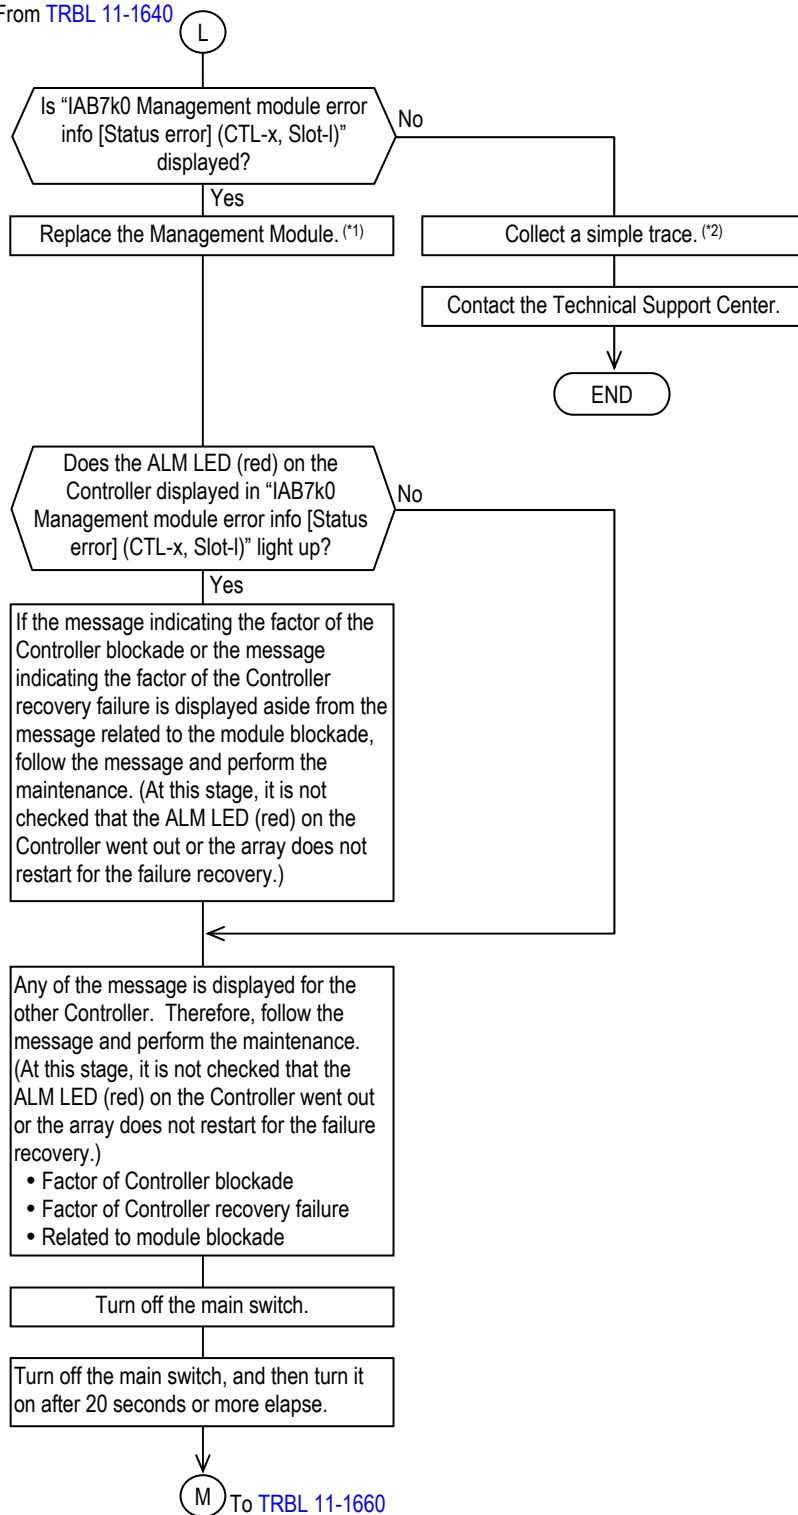 From TRBL 11-1640
L
Is “IAB7k0 Management module error
info [Status error] (CTL-x, Slot-l)”
displayed?
No
Yes
Replace the Management Module. (*1)
Collect a simple trace. (*2)
Contact the Technical Support Center.
END
Does the ALM LED (red) on the
Controller displayed in “IAB7k0
Management module error info [Status
error] (CTL-x, Slot-l)” light up?
No
Yes
If the message indicating the factor of the
Controller blockade or the message
indicating the factor of the Controller
recovery failure is displayed aside from the
message related to the module blockade,
follow the message and perform the
maintenance. (At this stage, it is not
checked that the ALM LED (red) on the
Controller went out or the array does not
restart for the failure recovery.)
Any of the message is displayed for the
other Controller.  Therefore, follow the
message and perform the maintenance.
(At this stage, it is not checked that the
ALM LED (red) on the Controller went out
or the array does not restart for the failure
recovery.)
• Factor of Controller blockade
• Factor of Controller recovery failure
• Related to module blockade
Turn off the main switch.
Turn off the main switch, and then turn it
on after 20 seconds or more elapse.
M
To TRBL 11-1660